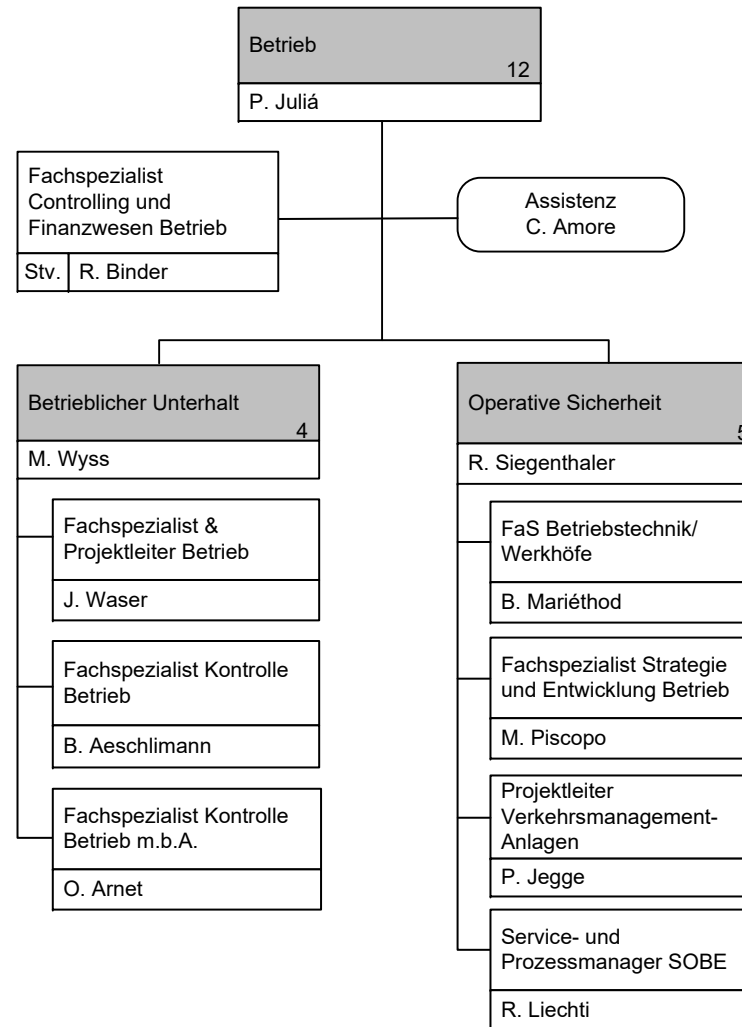 Betrieb
12
P. Juliá
Fachspezialist
Controlling und
Finanzwesen Betrieb
Stv. R. Binder
Assistenz
C. Amore
Betrieblicher Unterhalt
4
M. Wyss
Fachspezialist &
Projektleiter Betrieb
J. Waser
Fachspezialist Kontrolle
Betrieb
B. Aeschlimann
Fachspezialist Kontrolle
Betrieb m.b.A.
O. Arnet
Operative Sicherheit
5
R. Siegenthaler
FaS Betriebstechnik/
Werkhöfe
B. Mariéthod
Fachspezialist Strategie
und Entwicklung Betrieb
M. Piscopo
Projektleiter
Verkehrsmanagement-
Anlagen
P. Jegge
Service- und
Prozessmanager SOBE
R. Liechti